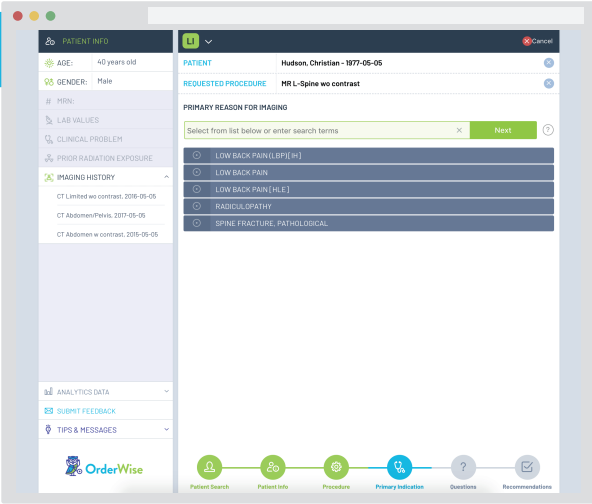 PATIENT INFO
AGE: 40 years old
GENDER: Male
# MRN:
LAB VALUES
CLINICAL PROBLEM
PRIOR RADIATION EXPOSURE
IMAGING HISTORY
CT Limited wo contrast, 2016-05-05
CT Abdomen/Pelvis, 2017-05-05
CT Abdomen w contrast, 2015-05-05
ANALYTICS DATA
SUBMIT FEEDBACK
TIPS & MESSAGES
OrderWise
LI
Cancel
PATIENT Hudson, Christian - 1977-05-05
REQUESTED PROCEDURE MR L-Spine wo contrast
PRIMARY REASON FOR IMAGING
Select from list below or enter search terms
Next
?
LOW BACK PAIN (LBP)[IH]
LOW BACK PAIN
LOW BACK PAIN [HLE]
RADICULOPATHY
SPINE FRACTURE, PATHOLOGICAL
?
Patient Search Patient Info Procedure Primary Indication Questions Recommendations